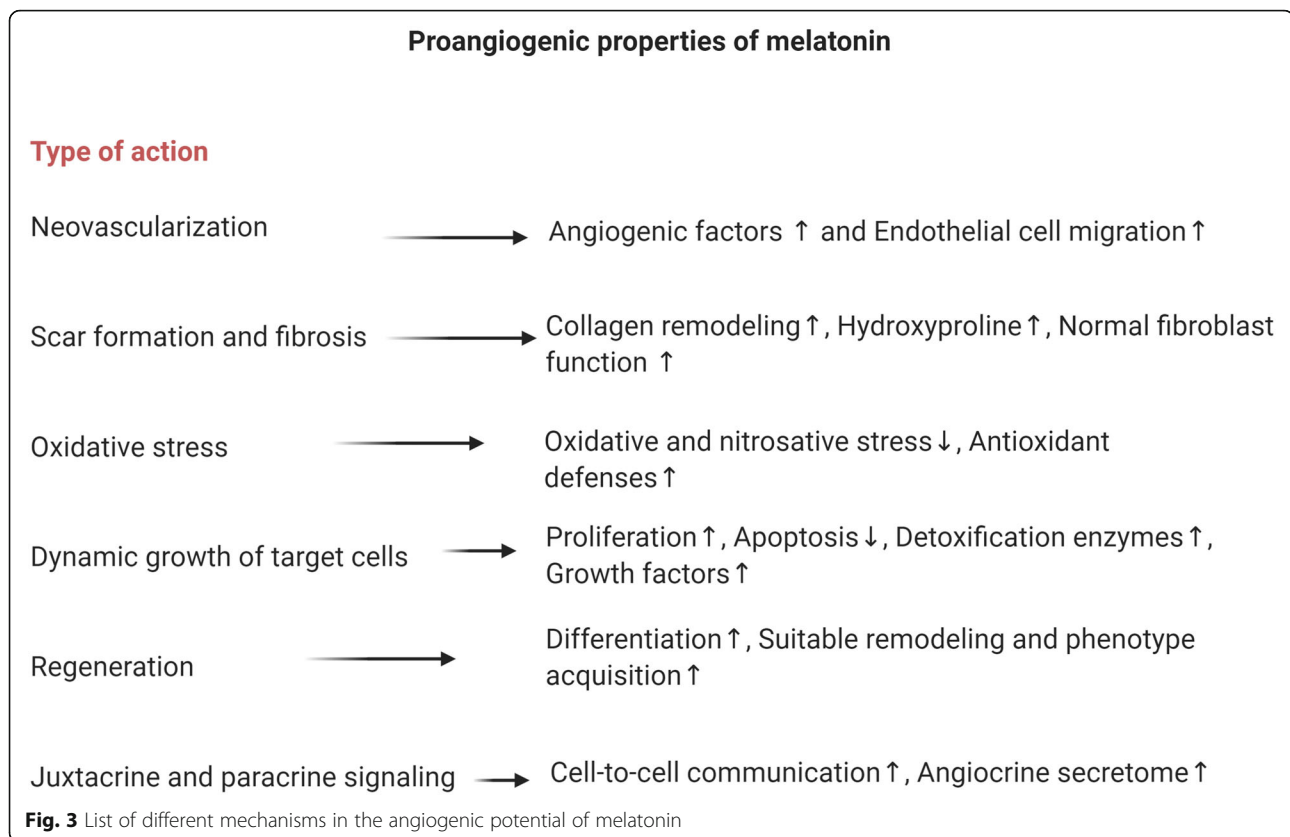 Proangiogenic properties of melatonin
Type of action
Neovascularization
Angiogenic factors ↑ and Endothelial cell migration↑
Scar formation and fibrosis
Collagen remodeling↑, Hydroxyproline↑, Normal fibroblast
function ↑
Oxidative stress
Oxidative and nitrosative stress↓, Antioxidant
defenses↑
Dynamic growth of target cells
Proliferation↑, Apoptosis↓, Detoxification enzymes↑,
Growth factors↑
Regeneration
Differentiation↑, Suitable remodeling and phenotype
acquisition↑
Juxtacrine and paracrine signaling
Cell-to-cell communication↑, Angiocrine secretome↑
Fig. 3 List of different mechanisms in the angiogenic potential of melatonin